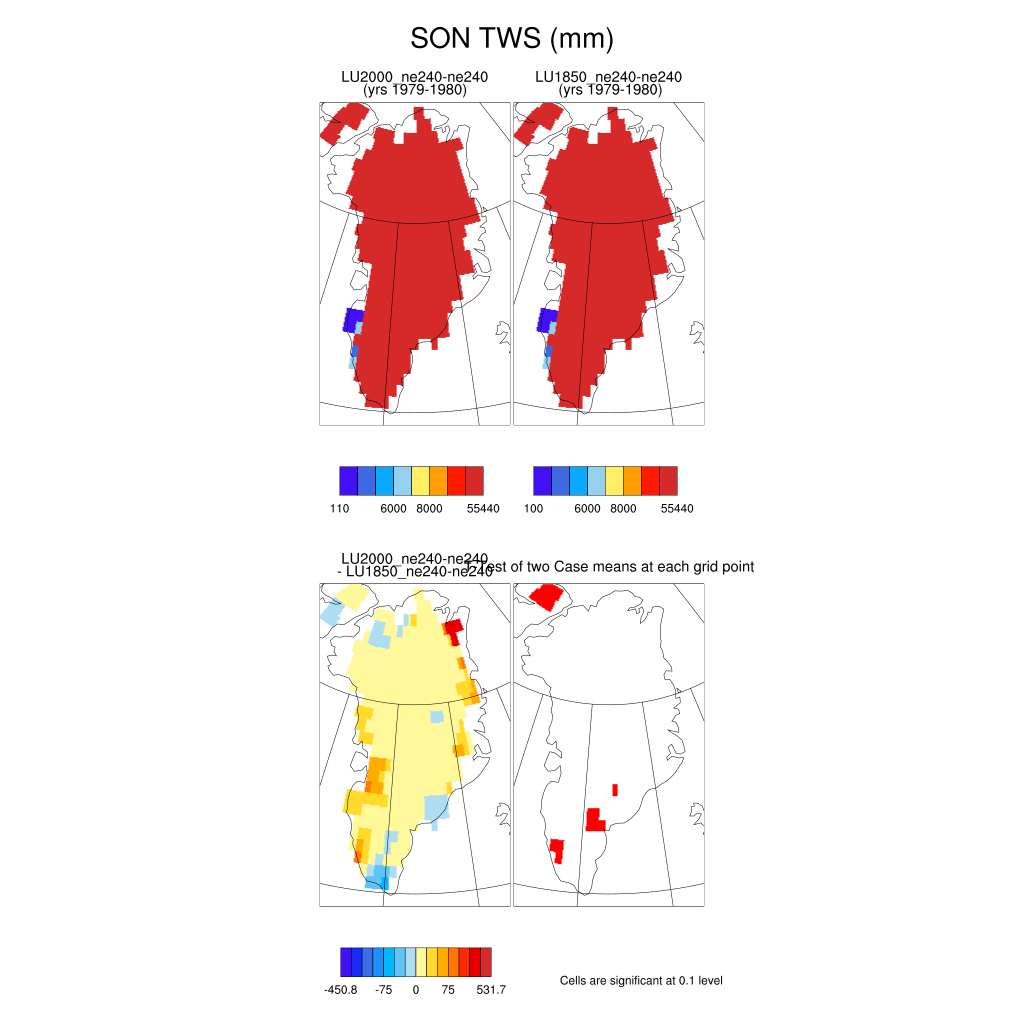 SON TWS (mm)
LU2000_ne240-ne240
(yrs 1979-1980)
LU1850_ne240-ne240
(yrs 1979-1980)
110 6000 8000 55440
100 6000 8000 55440
LU2000_ne240-ne240
- LU1850_ne240-ne240
T-Test of two Case means at each grid point
-450.8 -75 0 75 531.7
Cells are significant at 0.1 level